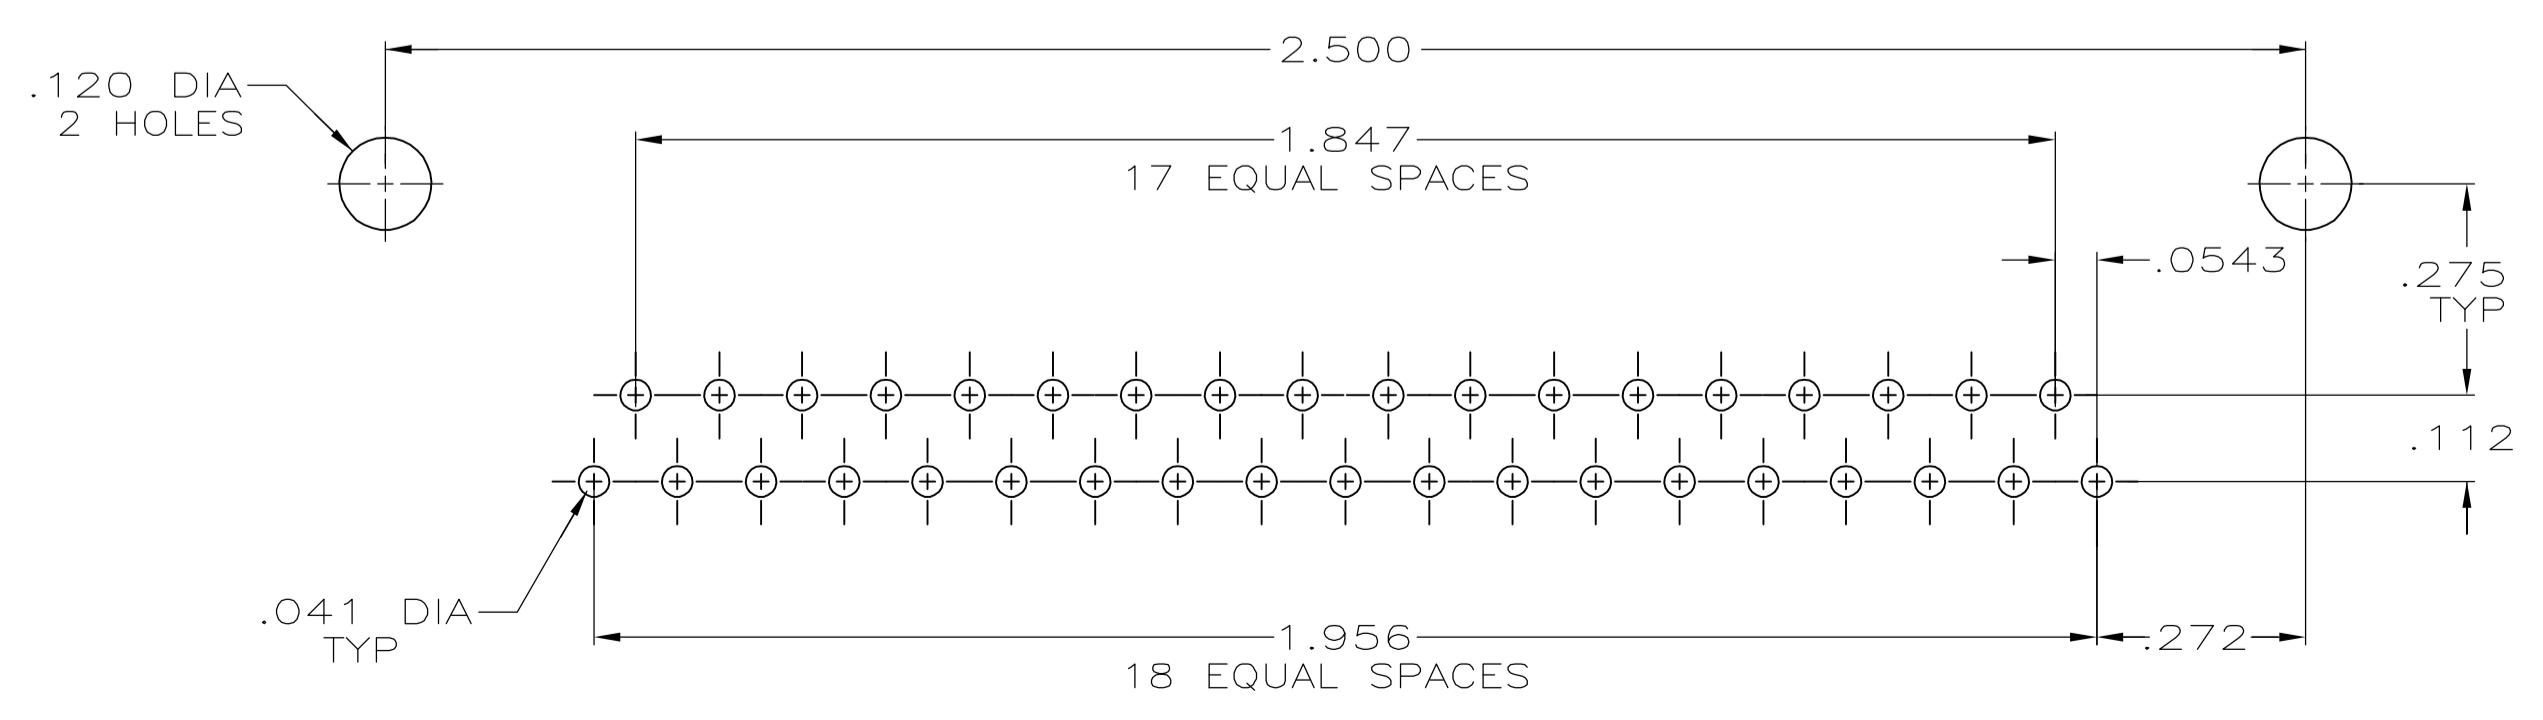 2.500
.120 DIA
2 HOLES
1.847
17 EQUAL SPACES
.0543
.275
TYP
.112
.041 DIA
TYP
1.956
18 EQUAL SPACES
.272